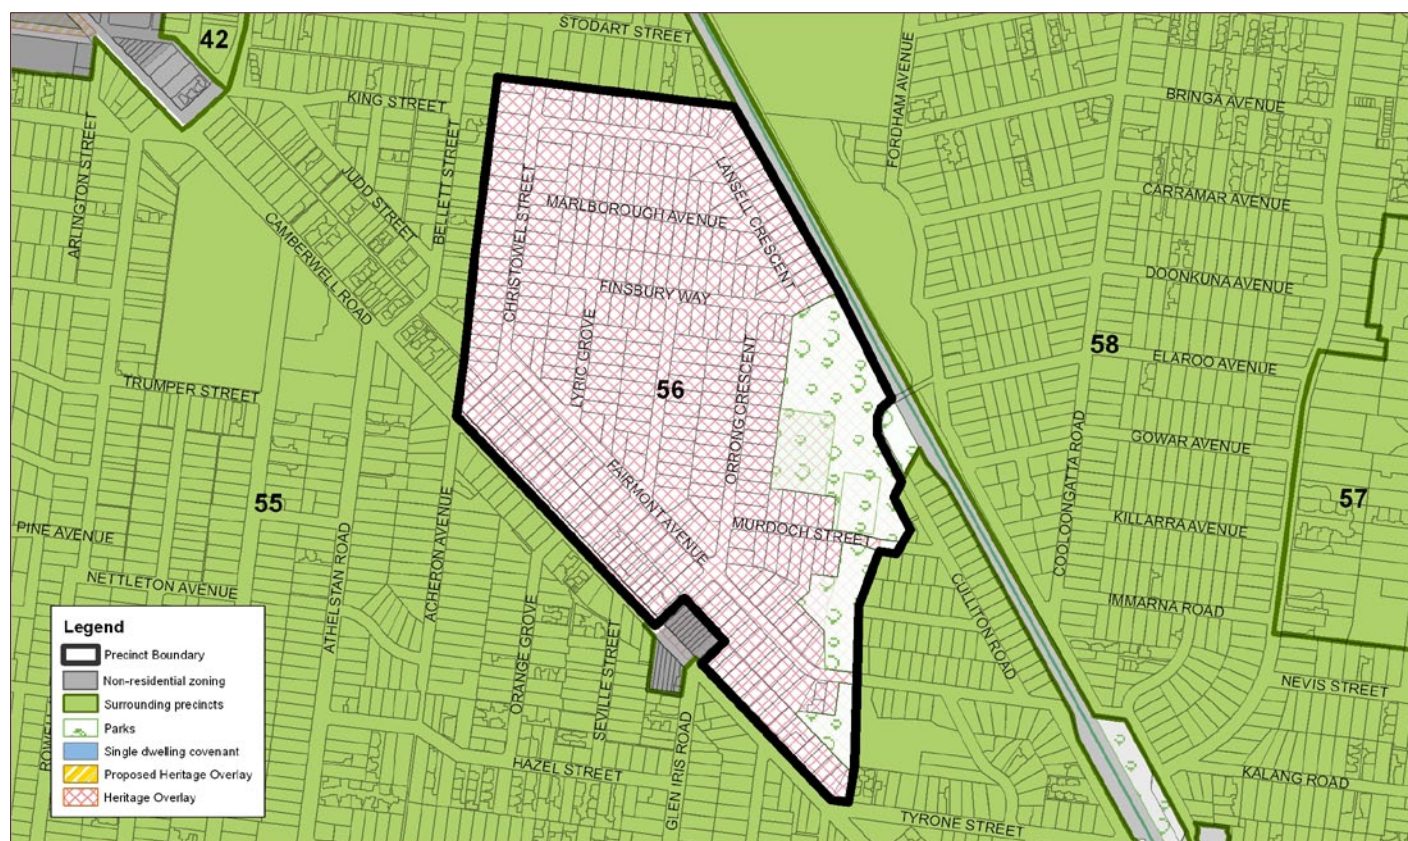 STODART STREET
42
KING STREET
FORDHAM AVENUE
BRINGA AVENUE
ARLINGTON STREET
JUDD STREET
BELLETT STREET
CAMBERWELL ROAD
CHRISTOWEL STREET
MARLBOROUGH AVENUE
LANSELL CRESCENT
CARRAMAR AVENUE
FINSBURY WAY
DOONKUNA AVENUE
LYRIC GROVE
56
ORRONG CRESCENT
58
ELAROO AVENUE
TRUMPER STREET
COOLOONGATTA ROAD
GOWAR AVENUE
55
FAIRMONT AVENUE
MURDOCH STREET
57
KILLARRA AVENUE
PINE AVENUE
NETTLETON AVENUE
ATHELSTAN ROAD
ACHERON AVENUE
ORANGE GROVE
SEVILLE STREET
CULLITON ROAD
IMMARNA ROAD
NEVIS STREET
HAZEL STREET
GLEN IRIS ROAD
KALANG ROAD
TYRONE STREET
Legend
Precinct Boundary
Non-residential zoning
Surrounding precincts
Parks
Single dwelling covenant
Proposed Heritage Overlay
Heritage Overlay